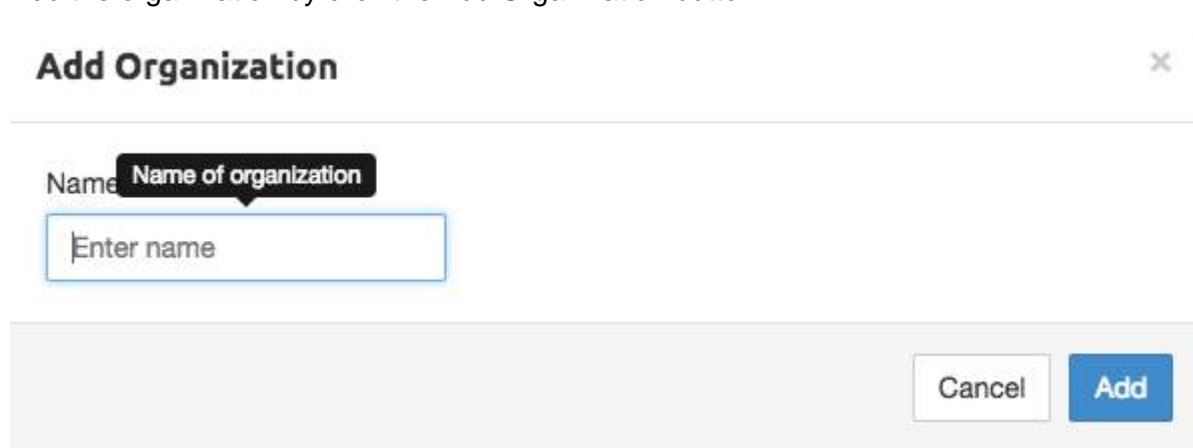 Add Organization
×
Name
Name of organization
Enter name
Cancel
Add